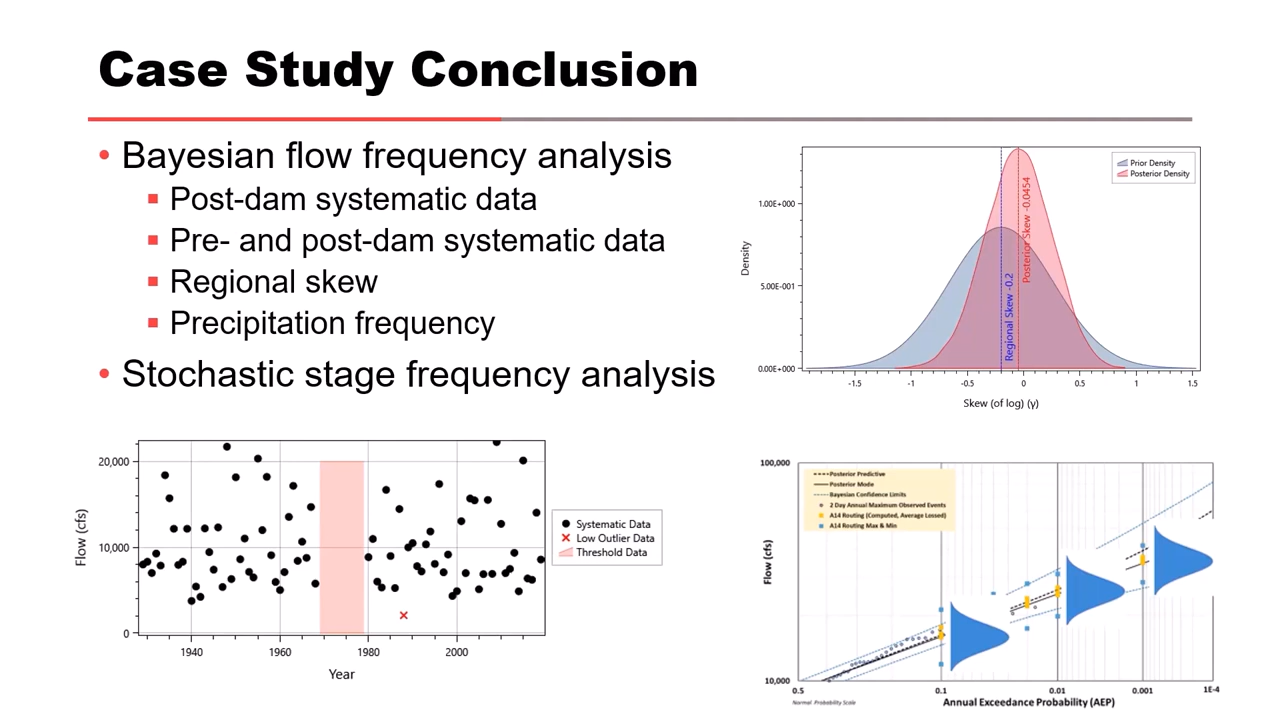 Case Study Conclusion
• Bayesian flow frequency analysis
▪ Post-dam systematic data
▪ Pre- and post-dam systematic data
▪ Regional skew
▪ Precipitation frequency
• Stochastic stage frequency analysis
Prior Density
Posterior Density
1.00E+000
5.00E-001
0.00E+000
Density
Regional Skew -0.2
Posterior Skew -0.0454
-1.5 -1 -0.5 0 0.5 1 1.5
Skew (of log) (γ)
20,000
10,000
0
Flow (cfs)
1940 1960 1980 2000
Year
Systematic Data
Low Outlier Data
Threshold Data
100,000
10,000
Flow (cfs)
Posterior Predictive
Posterior Mode
Bayesian Confidence Limits
2 Day Annual Maximum Observed Events
A14 Routing (Computed, Average Lossed)
A14 Routing Max & Min
0.5 0.1 0.01 0.001 1E-4
Normal Probability Scale
Annual Exceedance Probability (AEP)